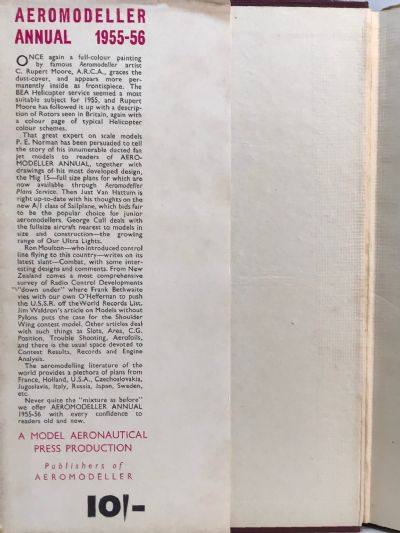 AEROMODELLER
ANNUAL 1955-56
ONCE again a full-colour painting
by famous Aeromodeller artist
C. Rupert Moore, A.R.C.A., graces the
dust-cover, and appears more per-
manently inside as frontispiece. The
BEA Helicopter service seemed a most
suitable subject for 1955, and Rupert
Moore has followed it up with a descrip-
tion of Rotors seen in Britain, again with
a colour page of typical Helicopter
colour schemes.
That great expert on scale models
P. E. Norman has been persuaded to tell
the story of his innumerable ducted fan
jet models to readers of AERO-
MODELLER ANNUAL, together with
drawings of his most developed design,
the Mig 15—full size plans for which are
now available through Aeromodeller
Plans Service. Then Just Van Hattum is
right up-to-date with his thoughts on the
new A/1 class of Sailplane, which bids fair
to be the popular choice for junior
aeromodellers. George Cull deals with
the fullsize aircraft nearest to models in
size and construction—the growing
range of Our Ultra Lights.
Ron Moulton—who introduced control
line flying to this country—writes on its
latest slant—Combat, with some inter-
esting designs and comments. From New
Zealand comes a most comprehensive
survey of Radio Control Developments
"down under" where Frank Bethwaite
vies with our own O'Heffernan to push
the U.S.S.R. off the World Records List.
Jim Waldron's article on Models without
Pylons puts the case for the Shoulder
Wing contest model. Other articles deal
with such things as Slots, Area, C.G.
Position, Trouble Shooting, Aerofoils,
and there is the usual space devoted to
Contest Results, Records and Engine
Analysis.
The aeromodelling literature of the
world provides a plethora of plans from
France, Holland, U.S.A., Czechoslovakia,
Jugoslavia, Italy, Russia, Japan, Sweden,
etc.
Never quite the "mixture as before"
we offer AEROMODELLER ANNUAL
1955-56 with every confidence to
readers old and new.
A MODEL AERONAUTICAL
PRESS PRODUCTION
Publishers of
AEROMODELLER
10/-